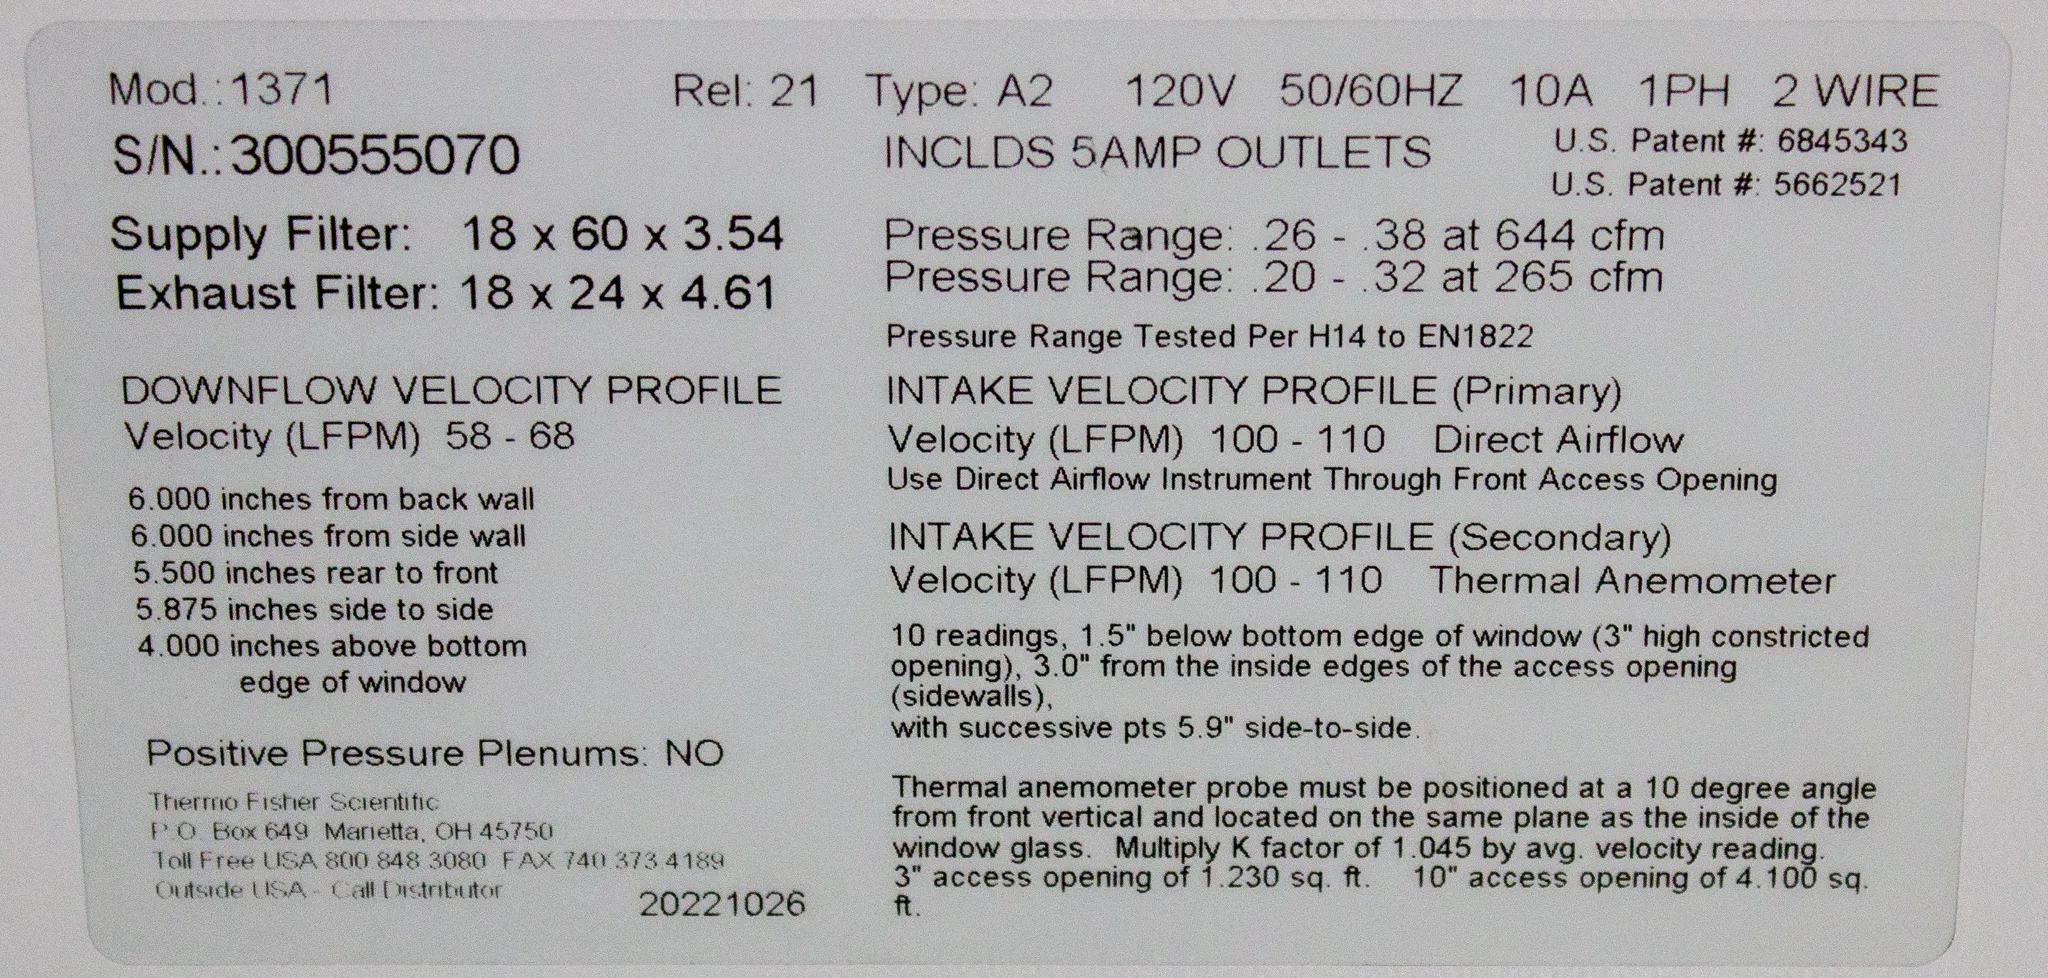 Mod.:1371 Rel: 21 Type: A2 120V 50/60HZ 10A 1PH 2 WIRE
S/N.:300555070 INCLDS 5AMP OUTLETS U.S. Patent #: 6845343
U.S. Patent #: 5662521
Supply Filter: 18 x 60 x 3.54 Pressure Range: .26 - .38 at 644 cfm
Exhaust Filter: 18 x 24 x 4.61 Pressure Range: .20 - .32 at 265 cfm
Pressure Range Tested Per H14 to EN1822
DOWNFLOW VELOCITY PROFILE
Velocity (LFPM) 58 - 68
6.000 inches from back wall
6.000 inches from side wall
5.500 inches rear to front
5.875 inches side to side
4.000 inches above bottom
edge of window
Positive Pressure Plenums: NO
Thermo Fisher Scientific
P.O. Box 649 Marietta, OH 45750
Toll Free USA 800 848 3080 FAX 740 373 4189
Outside USA - Call Distributor
20221026
INTAKE VELOCITY PROFILE (Primary)
Velocity (LFPM) 100 - 110 Direct Airflow
Use Direct Airflow Instrument Through Front Access Opening
INTAKE VELOCITY PROFILE (Secondary)
Velocity (LFPM) 100 - 110 Thermal Anemometer
10 readings, 1.5" below bottom edge of window (3" high constricted
opening), 3.0" from the inside edges of the access opening
(sidewalls),
with successive pts 5.9" side-to-side.
Thermal anemometer probe must be positioned at a 10 degree angle
from front vertical and located on the same plane as the inside of the
window glass. Multiply K factor of 1.045 by avg. velocity reading.
3" access opening of 1.230 sq. ft. 10" access opening of 4.100 sq.
ft.